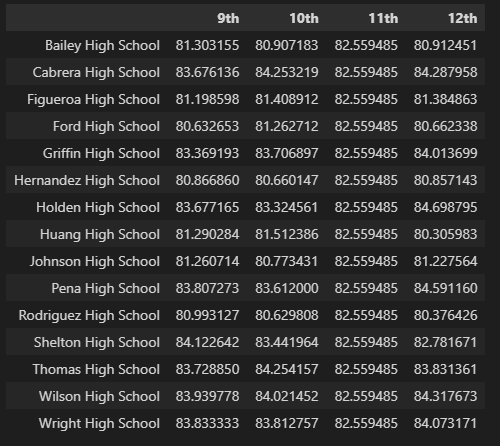 9th 10th 11th 12th
Bailey High School 81.303155 80.907183 82.559485 80.912451
Cabrera High School 83.676136 84.253219 82.559485 84.287958
Figueroa High School 81.198598 81.408912 82.559485 81.384863
Ford High School 80.632653 81.262712 82.559485 80.662338
Griffin High School 83.369193 83.706897 82.559485 84.013699
Hernandez High School 80.866860 80.660147 82.559485 80.857143
Holden High School 83.677165 83.324561 82.559485 84.698795
Huang High School 81.290284 81.512386 82.559485 80.305983
Johnson High School 81.260714 80.773431 82.559485 81.227564
Pena High School 83.807273 83.612000 82.559485 84.591160
Rodriguez High School 80.993127 80.629808 82.559485 80.376426
Shelton High School 84.122642 83.441964 82.559485 82.781671
Thomas High School 83.728850 84.254157 82.559485 83.831361
Wilson High School 83.939778 84.021452 82.559485 84.317673
Wright High School 83.833333 83.812757 82.559485 84.073171